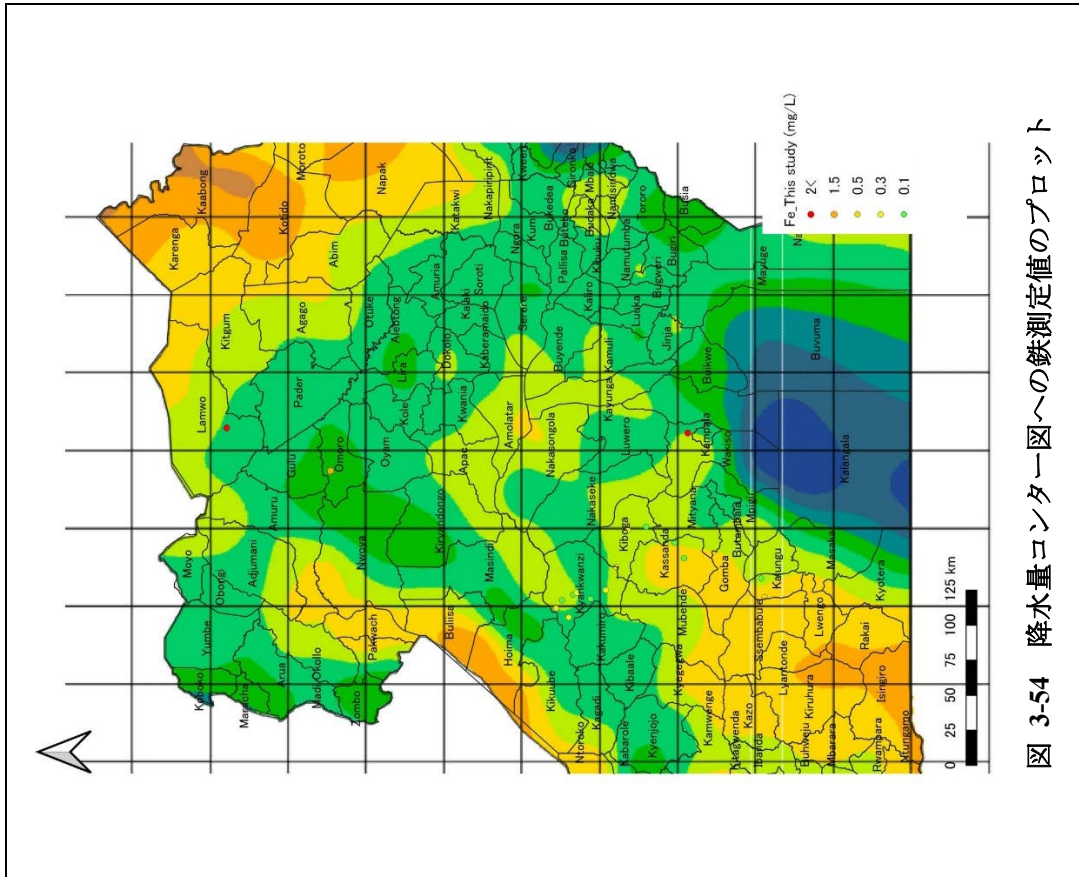 Karenga
Kaabong
Lamwo
Kitgum
Kotido
Moroto
Moyo
Koboko
Yumbe
Obongi
Adjumani
Amuru
Gulu
Pader
Agago
Abim
Napak
Maracha
Arua
Madi Okollo
Omoro
Nwoya
Oyam
Kole
Lira
Alebtong
Otuke
Zombo
Pakwach
Kiryandongo
Apac
Kwania
Dokolo
Amuria
Katakwi
Nakapiripirit
Buliisa
Masindi
Amolatar
Kaberamaido
Kalaki
Soroti
Ngora
Serere
Kumi
Bukedea
Kween
Hoima
Nakasongola
Buyende
Pallisa
Butebo
Sironko
Kikuube
Kyankwanzi
Nakaseke
Kayunga
Kamuli
Kaliro
Kibuku
Budaka
Mbale
Ntoroko
Kagadi
Kakumiro
Kiboga
Luwero
Luuka
Namutumba
Namisindwa
Kabarole
Kibaale
Kyenjojo
Kyegegwa
Mubende
Kassanda
Mityana
Kampala
Jinja
Bugweri
Bugiri
Tororo
Busia
Kamwenge
Gomba
Butambala
Mpigi
Wakiso
Buikwe
Mayuge
Kitagwenda
Kazo
Ibanda
Ssembabule
Kalungu
Buvuma
Na
Lyantonde
Buhweju
Kiruhura
Lwengo
Masaka
Kalangala
Mbarara
Rakai
Kyotera
Rwampara
Isingiro
Ntungamo
Fe_This study (mg/L)
2<
1.5
0.5
0.3
0.1
0 25 50 75 100 125 km
図 3-54 降水量コンター図への鉄測定値のプロット